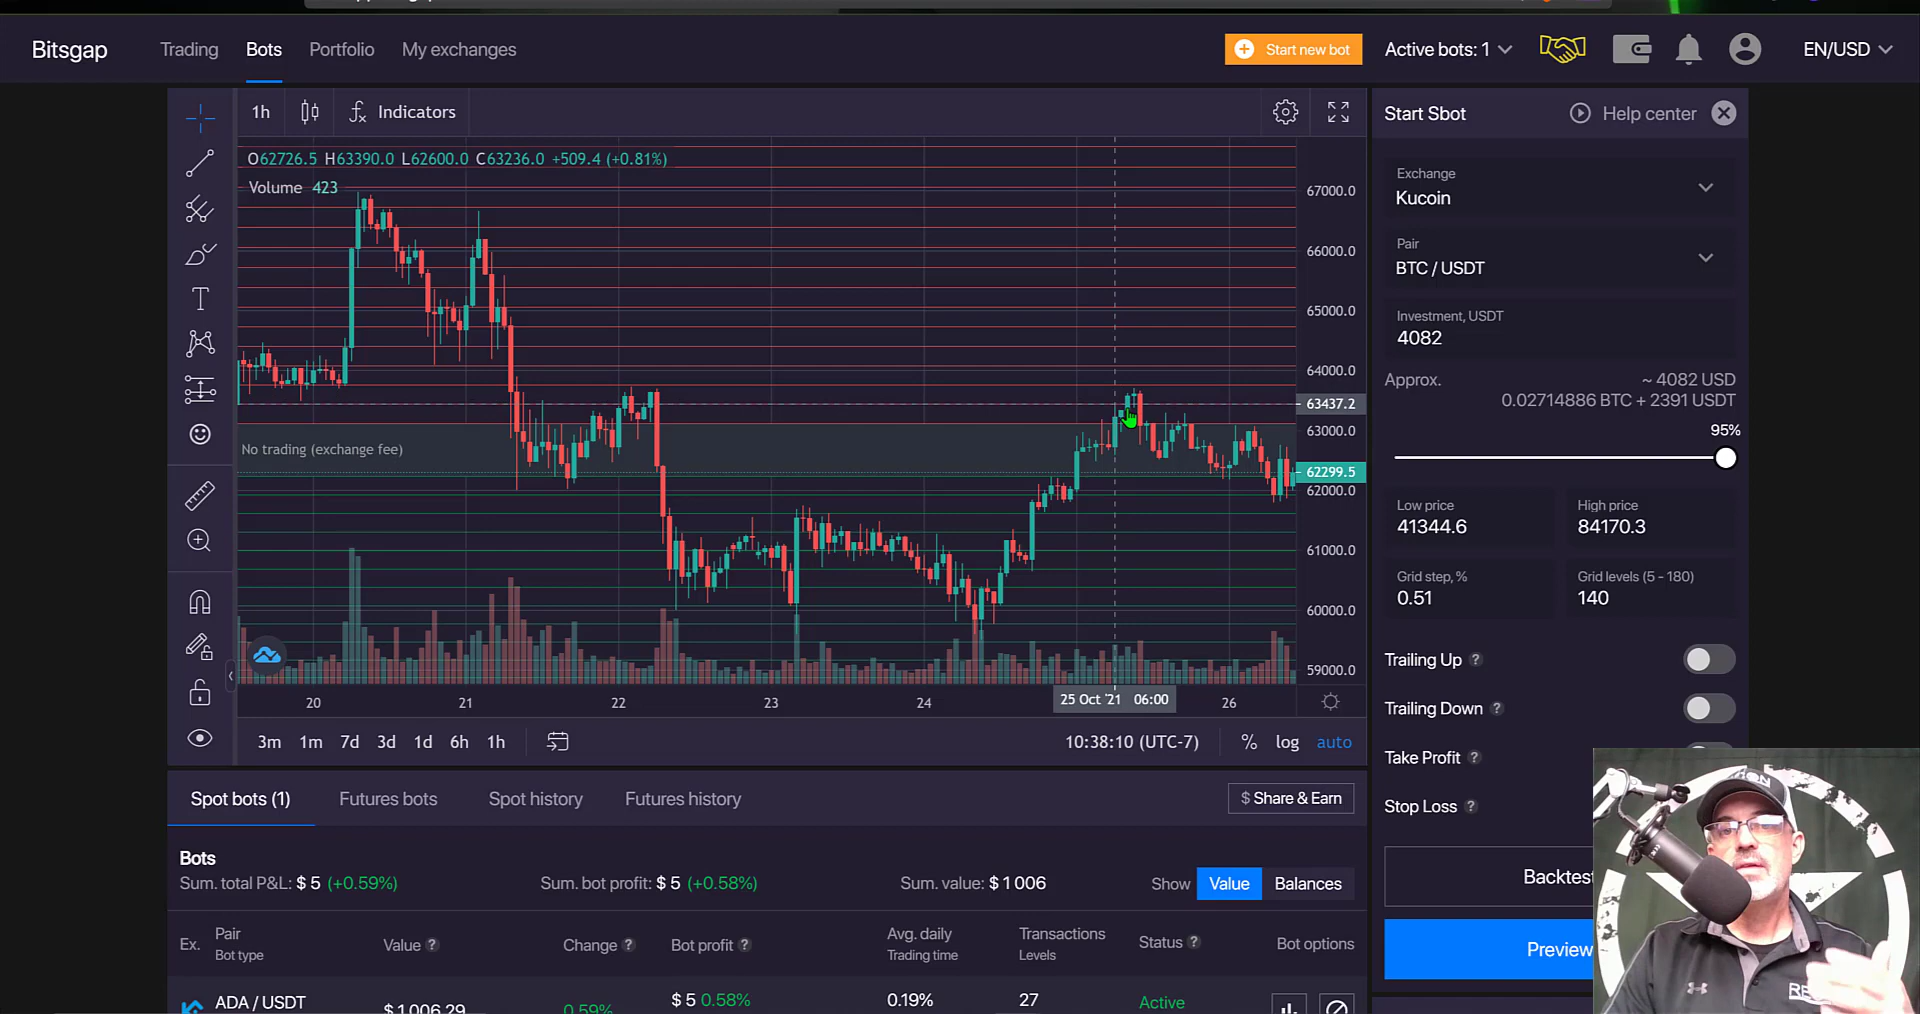 Bitsgap
Trading
Bots
Portfolio
My exchanges
Start new bot
Active bots: 1
EN/USD
1h
Indicators
Start Sbot
Help center
O62726.5 H63390.0 L62600.0 C63236.0 +509.4 (+0.81%)
Volume 423
67000.0
66000.0
65000.0
64000.0
63437.2
63000.0
62299.5
62000.0
61000.0
60000.0
59000.0
No trading (exchange fee)
20
21
22
23
24
25 Oct '21 06:00
26
3m 1m 7d 3d 1d 6h 1h
10:38:10 (UTC-7)
%
log
auto
Exchange
Kucoin
Pair
BTC / USDT
Investment, USDT
4082
Approx.
~ 4082 USD
0.02714886 BTC + 2391 USDT
95%
Low price
41344.6
High price
84170.3
Grid step, %
0.51
Grid levels (5 - 180)
140
Trailing Up ?
Trailing Down ?
Take Profit ?
Stop Loss ?
Backtest
Preview
Spot bots (1)
Futures bots
Spot history
Futures history
$ Share & Earn
Bots
Sum. total P&L: $ 5 (+0.59%)
Sum. bot profit: $ 5 (+0.58%)
Sum. value: $ 1 006
Show
Value
Balances
Ex.
Pair
Bot type
Value ?
Change ?
Bot profit ?
Avg. daily
Trading time
Transactions
Levels
Status ?
Bot options
ADA / USDT
$ 1 006.29
0.59%
$ 5 0.58%
0.19%
27
Active